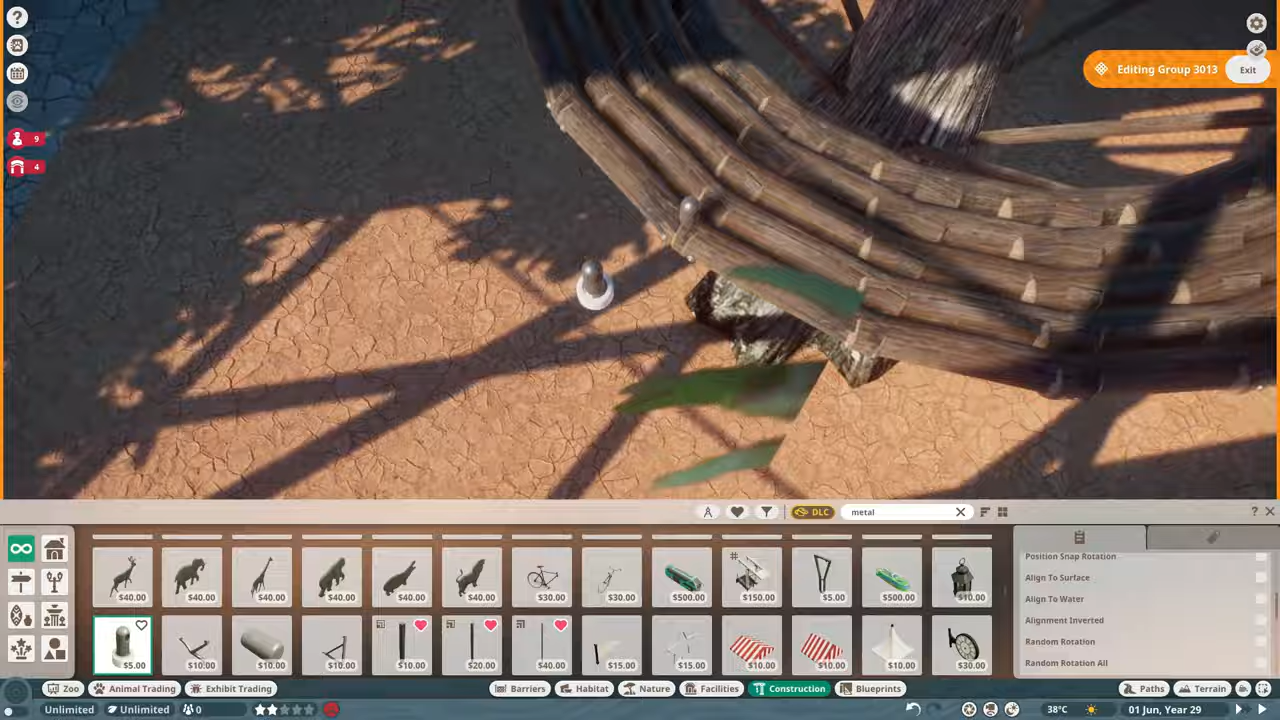 ?
Editing Group 3013
Exit
9
4
DLC
metal
?
$40.00
$40.00
$40.00
$40.00
$40.00
$40.00
$30.00
$30.00
$500.00
$150.00
$5.00
$500.00
$10.00
$5.00
$10.00
$10.00
$10.00
$10.00
$20.00
$40.00
$15.00
$15.00
$10.00
$10.00
$10.00
$30.00
Position Snap Rotation
Align To Surface
Align To Water
Alignment Inverted
Random Rotation
Random Rotation All
Zoo
Animal Trading
Exhibit Trading
Barriers
Habitat
Nature
Facilities
Construction
Blueprints
Paths
Terrain
Unlimited
Unlimited
0
38°C
01 Jun, Year 29